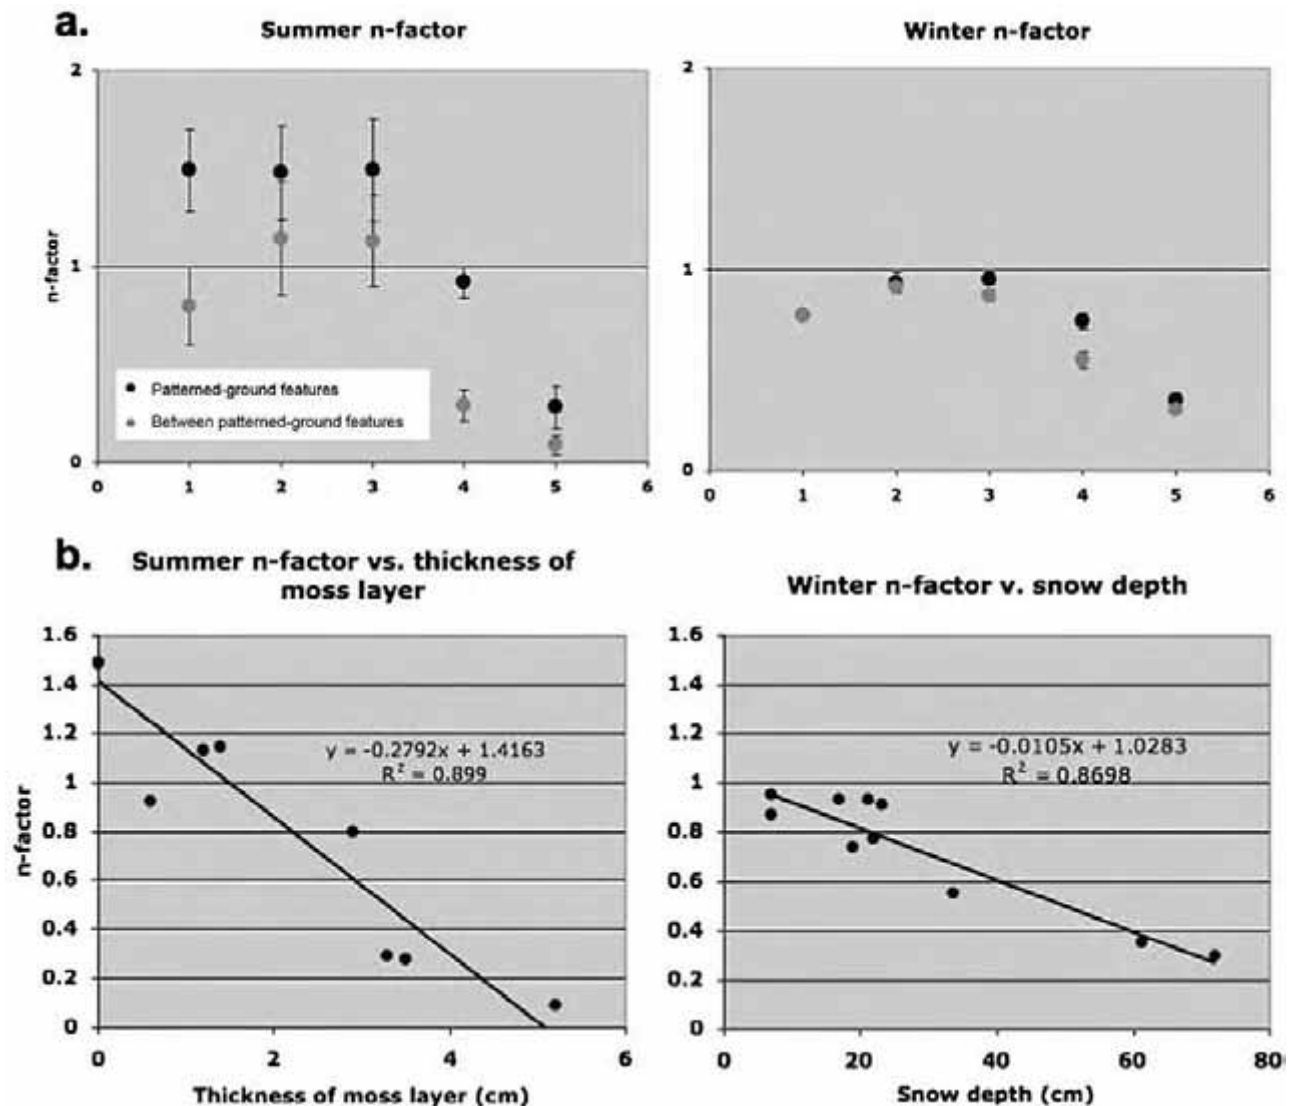 a.
Summer n-factor
Winter n-factor
2
1
0
n-factor
0 1 2 3 4 5 6
Patterned-ground features
Between patterned-ground features
2
1
0
0 1 2 3 4 5 6
b.
Summer n-factor vs. thickness of
moss layer
1.6
1.4
1.2
1
0.8
0.6
0.4
0.2
0
n-factor
y = -0.2792x + 1.4163
R² = 0.899
0 2 4 6
Thickness of moss layer (cm)
Winter n-factor v. snow depth
1.6
1.4
1.2
1
0.8
0.6
0.4
0.2
0
y = -0.0105x + 1.0283
R² = 0.8698
0 20 40 60 80
Snow depth (cm)